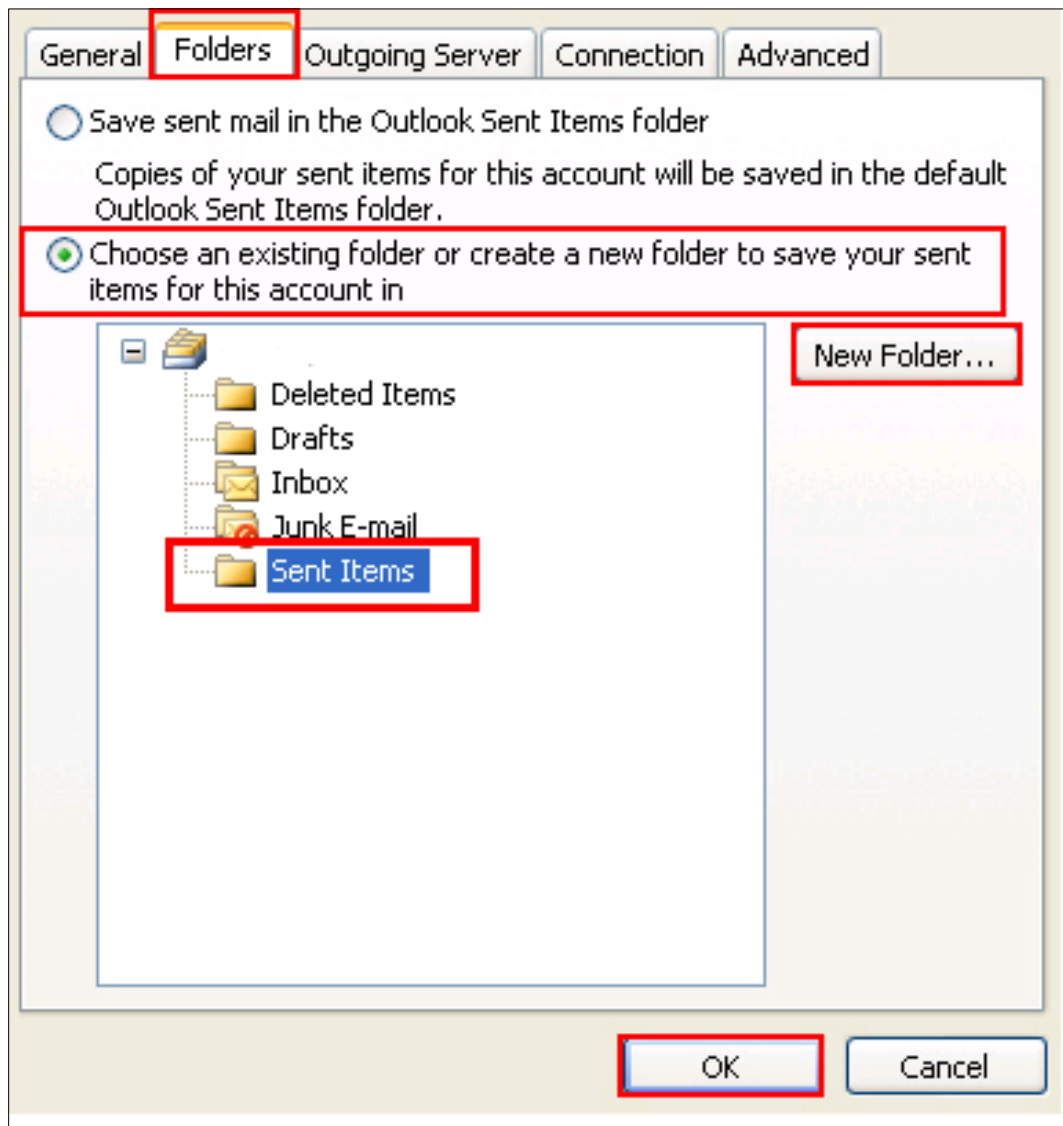 General Folders Outgoing Server Connection Advanced
Save sent mail in the Outlook Sent Items folder
Copies of your sent items for this account will be saved in the default
Outlook Sent Items folder.
Choose an existing folder or create a new folder to save your sent
items for this account in
New Folder...
Deleted Items
Drafts
Inbox
Junk E-mail
Sent Items
OK Cancel